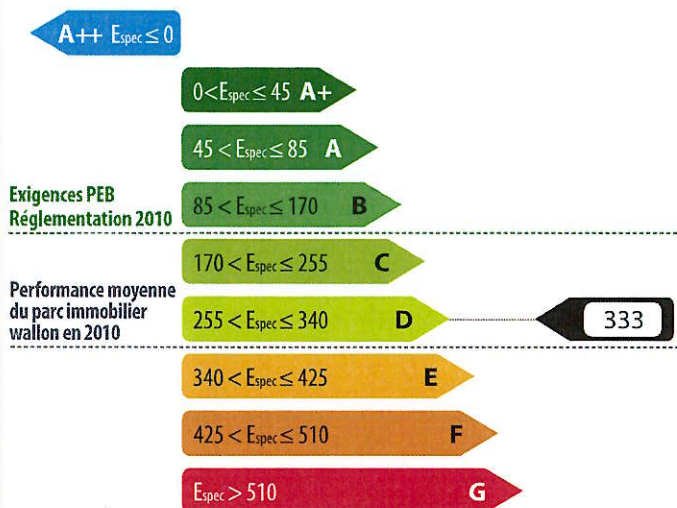 A++ Espec ≤ 0
0 < Espec ≤ 45 A+
45 < Espec ≤ 85 A
Exigences PEB
Réglementation 2010
85 < Espec ≤ 170 B
170 < Espec ≤ 255 C
Performance moyenne
du parc immobilier
wallon en 2010
255 < Espec ≤ 340 D
333
340 < Espec ≤ 425 E
425 < Espec ≤ 510 F
Espec > 510 G